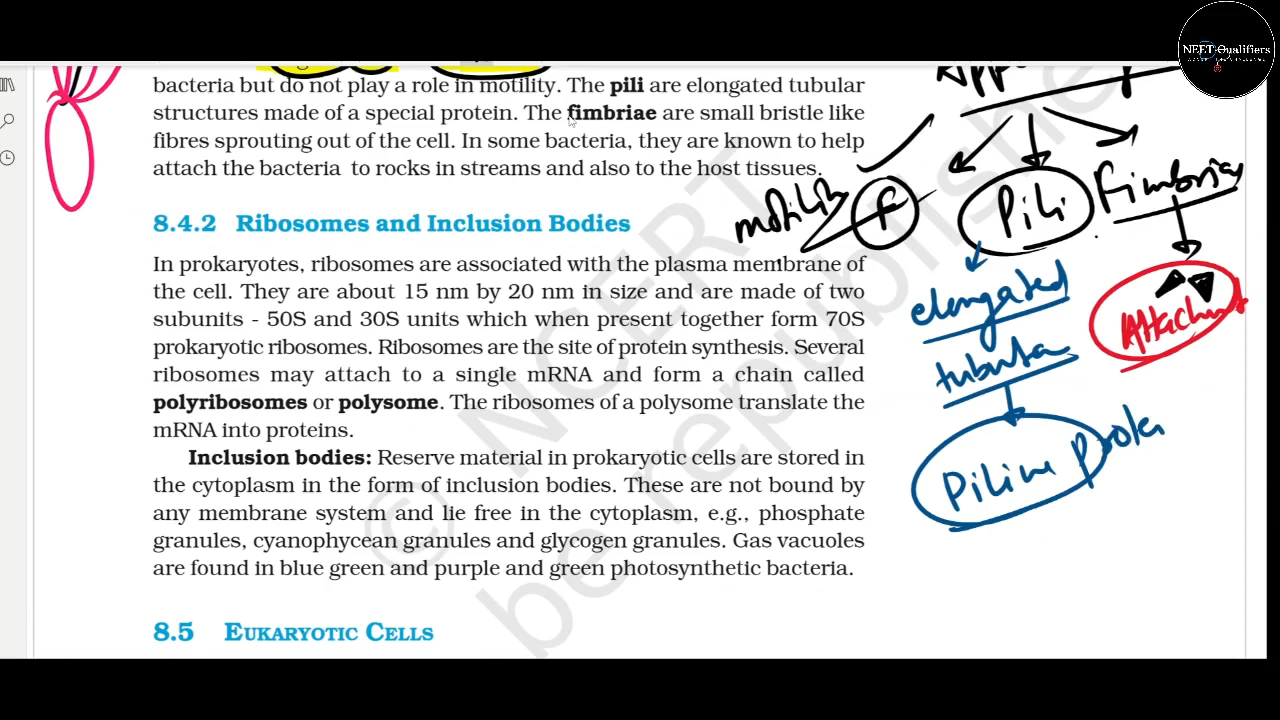 NEET Qualifiers
bacteria but do not play a role in motility. The pili are elongated tubular
structures made of a special protein. The fimbriae are small bristle like
fibres sprouting out of the cell. In some bacteria, they are known to help
attach the bacteria to rocks in streams and also to the host tissues.
8.4.2 Ribosomes and Inclusion Bodies
In prokaryotes, ribosomes are associated with the plasma membrane of
the cell. They are about 15 nm by 20 nm in size and are made of two
subunits - 50S and 30S units which when present together form 70S
prokaryotic ribosomes. Ribosomes are the site of protein synthesis. Several
ribosomes may attach to a single mRNA and form a chain called
polyribosomes or polysome. The ribosomes of a polysome translate the
mRNA into proteins.
Inclusion bodies: Reserve material in prokaryotic cells are stored in
the cytoplasm in the form of inclusion bodies. These are not bound by
any membrane system and lie free in the cytoplasm, e.g., phosphate
granules, cyanophycean granules and glycogen granules. Gas vacuoles
are found in blue green and purple and green photosynthetic bacteria.
8.5 EUKARYOTIC CELLS
© NCERT
be republished
f
Pili
elongated